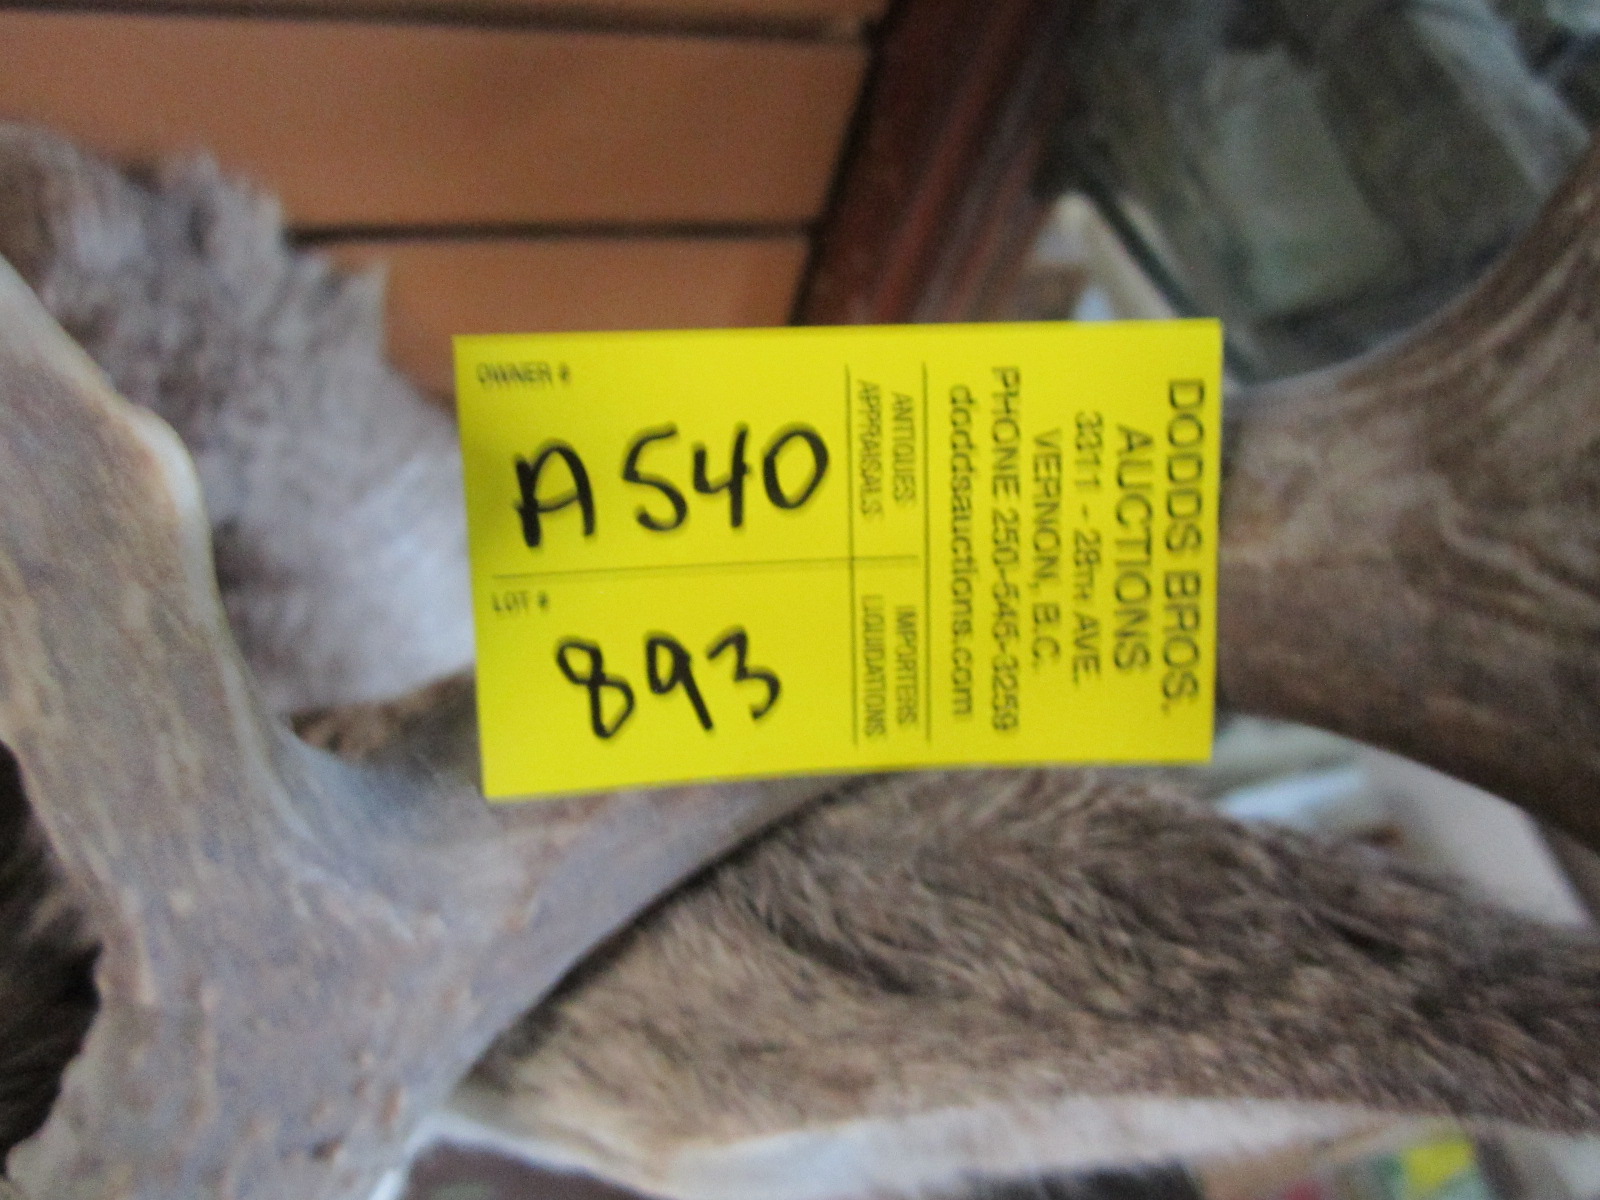 DODDS BROS.
AUCTIONS
3311 - 28TH AVE.
VERNON, B.C.
PHONE 250-545-3259
doddsauctions.com
ANTIQUES IMPORTERS
APPRAISALS LIQUIDATIONS
OWNER #
A540
LOT #
893